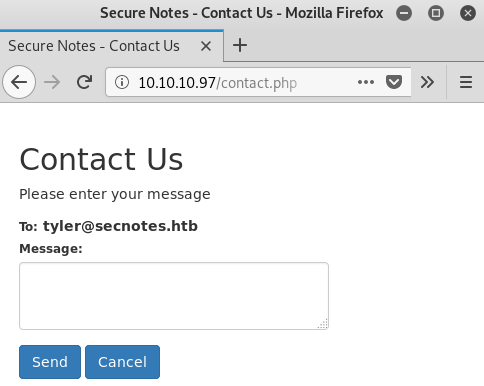 Secure Notes - Contact Us - Mozilla Firefox
Secure Notes - Contact Us
10.10.10.97/contact.php
Contact Us
Please enter your message
To: tyler@secnotes.htb
Message:
Send Cancel